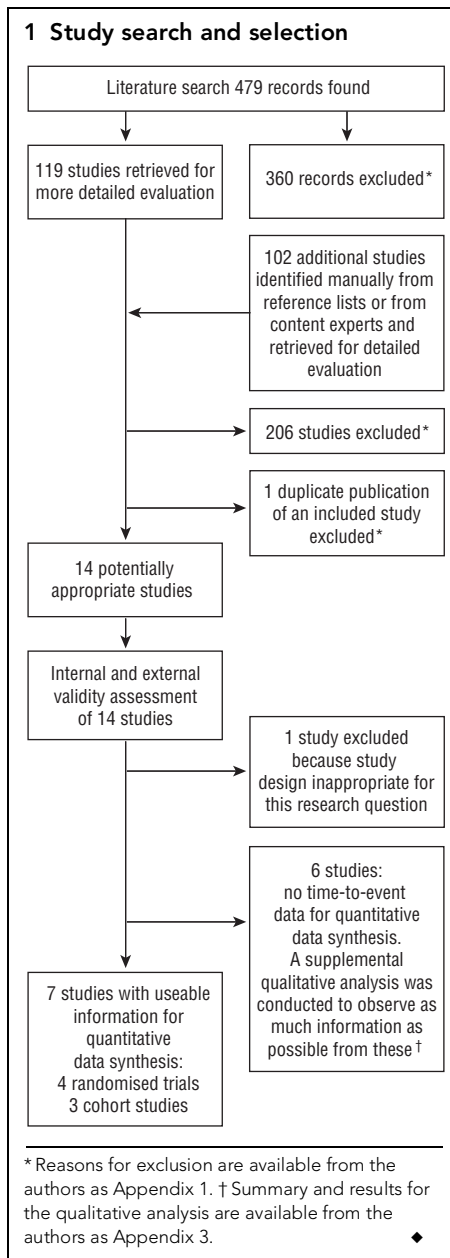 1 Study search and selection
Literature search 479 records found
119 studies retrieved for
more detailed evaluation
360 records excluded*
102 additional studies
identified manually from
reference lists or from
content experts and
retrieved for detailed
evaluation
206 studies excluded*
1 duplicate publication
of an included study
excluded*
14 potentially
appropriate studies
Internal and external
validity assessment
of 14 studies
1 study excluded
because study
design inappropriate for
this research question
6 studies:
no time-to-event
data for quantitative
data synthesis.
A supplemental
qualitative analysis was
conducted to observe as
much information as
possible from these†
7 studies with useable
information for
quantitative
data synthesis:
4 randomised trials
3 cohort studies
* Reasons for exclusion are available from the
authors as Appendix 1. † Summary and results for
the qualitative analysis are available from the
authors as Appendix 3. ◆